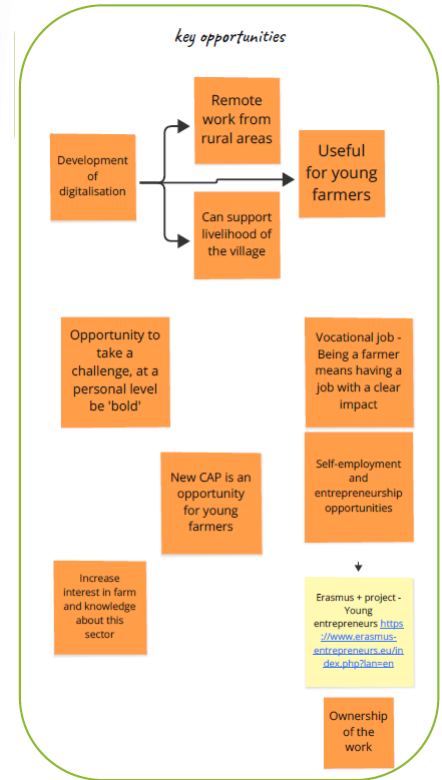 key opportunities
Remote
work from
rural areas
Development
of
digitalisation
Useful
for young
farmers
Can support
livelihood of
the village
Opportunity to
take a
challenge, at a
personal level
be 'bold'
Vocational job -
Being a farmer
means having a
job with a clear
impact
New CAP is an
opportunity
for young
farmers
Self-employment
and
entrepreneurship
opportunities
Increase
interest in farm
and knowledge
about this
sector
Erasmus + project -
Young
entrepreneurs https
://www.erasmus-
entrepreneurs.eu/in
dex.php?lan=en
Ownership
of the
work